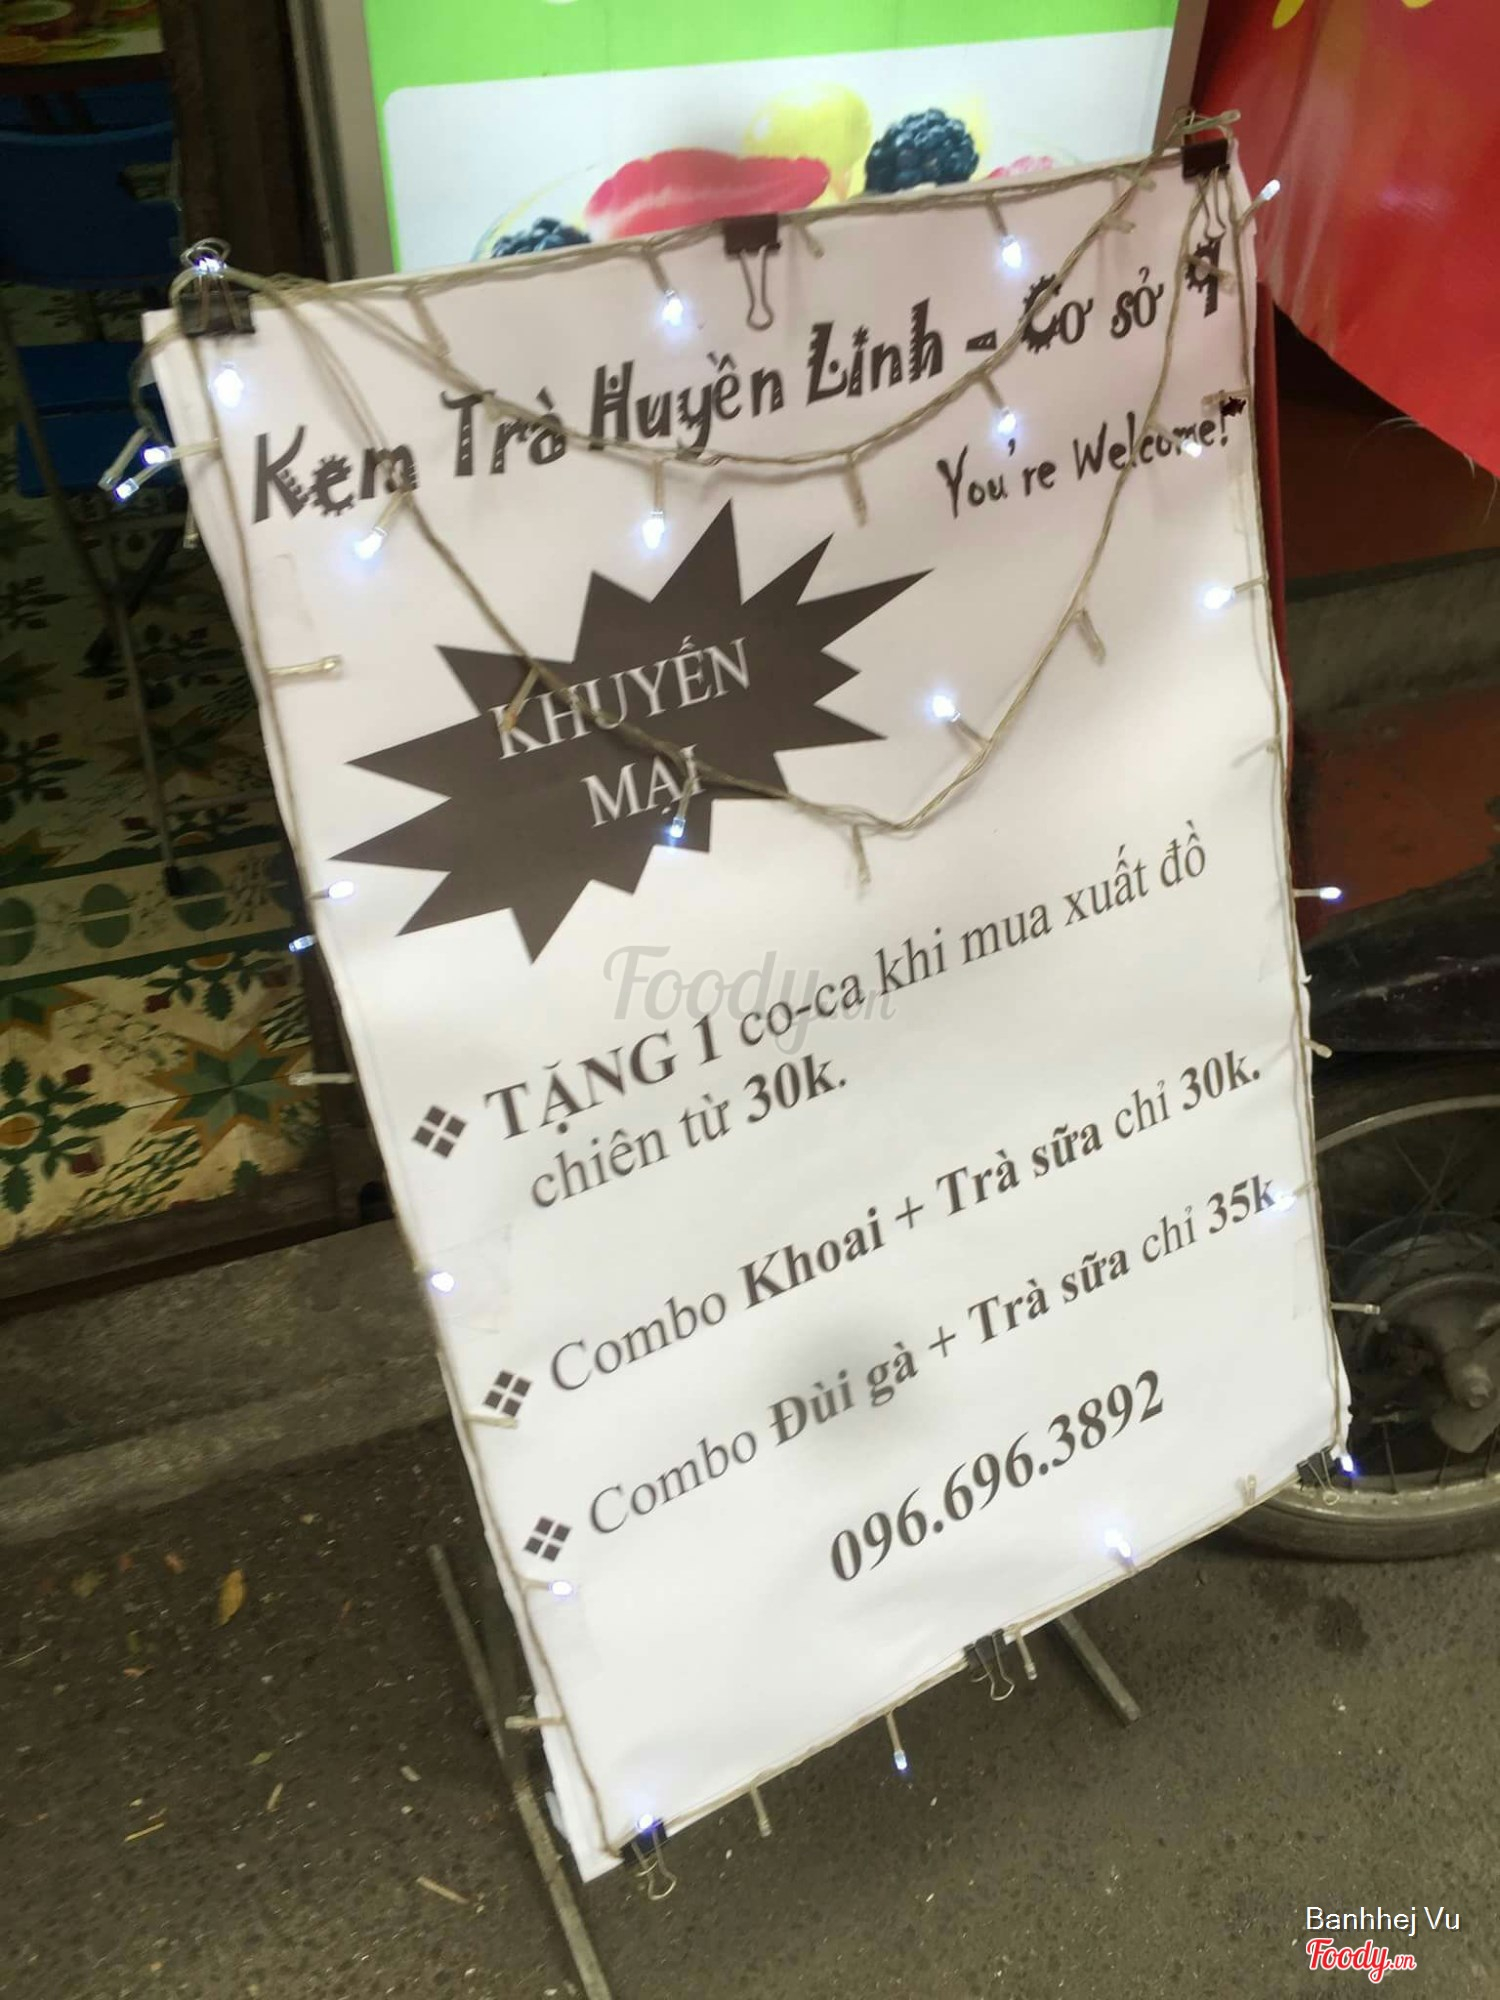 Kem Trà Huyền Linh - Cơ sở 9
You're Welcome!
KHUYẾN
MẠI
❖ TẶNG 1 co-ca khi mua xuất đồ
chiên từ 30k.
❖ Combo Khoai + Trà sữa chỉ 30k.
❖ Combo Đùi gà + Trà sữa chỉ 35k
096.696.3892
Foody.vn
Banhhej Vu
Foody.vn